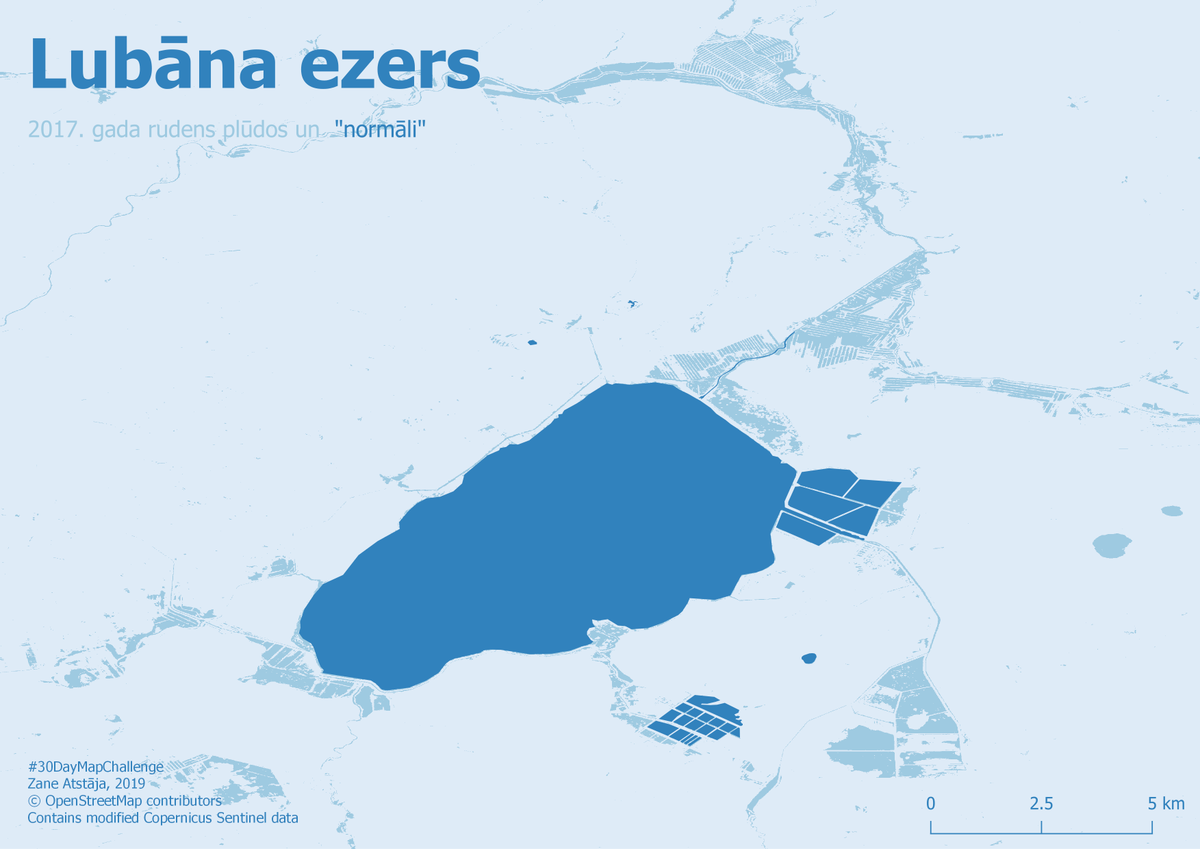 Lubāna ezers
2017. gada rudens plūdos un "normāli"
#30DayMapChallenge
Zane Atstāja, 2019
© OpenStreetMap contributors
Contains modified Copernicus Sentinel data
0 2.5 5 km